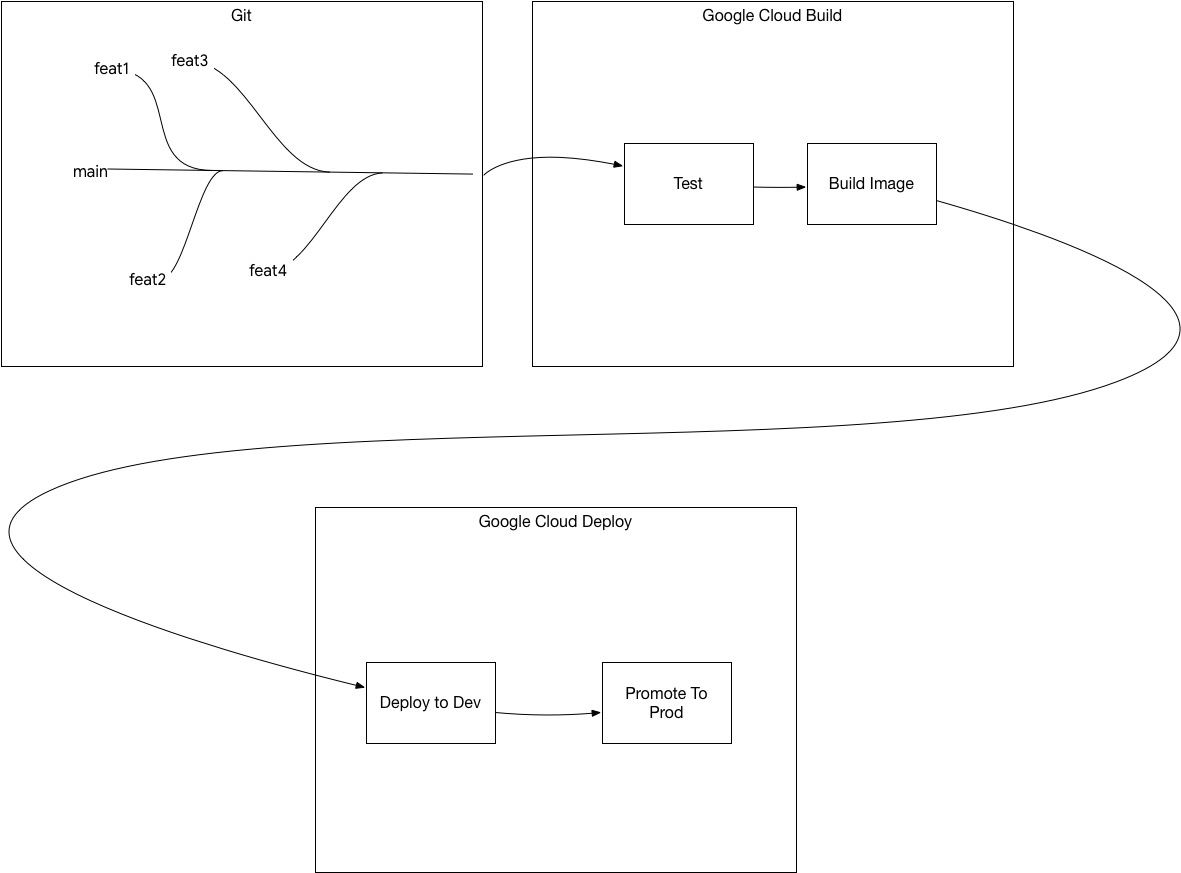 Git
feat1
feat3
main
feat2
feat4
Google Cloud Build
Test
Build Image
Google Cloud Deploy
Deploy to Dev
Promote To
Prod